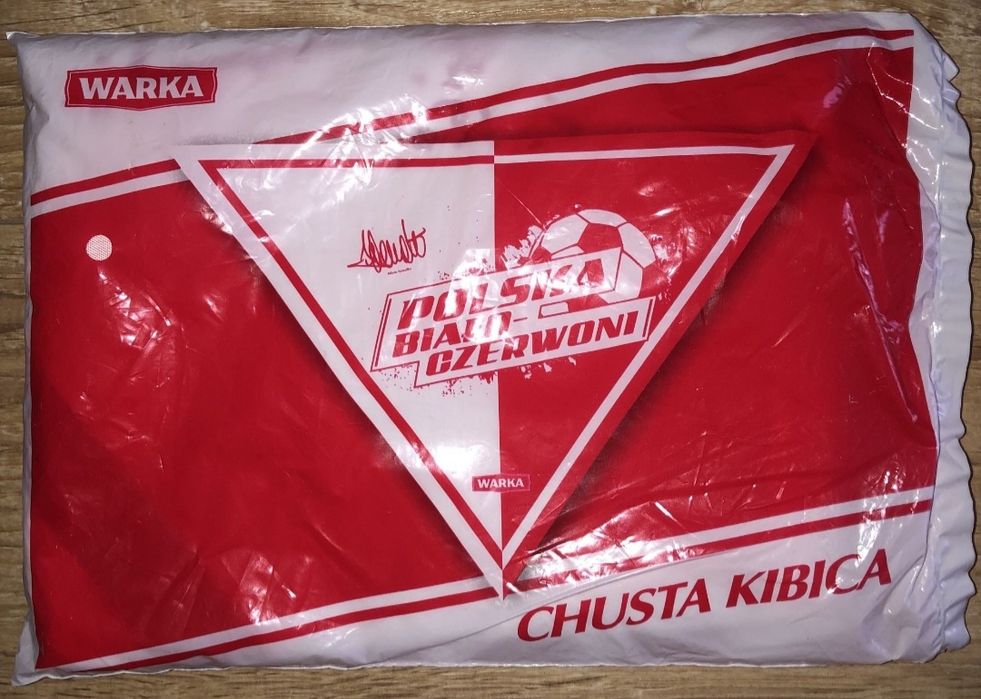 WARKA
POLSKA
BIAŁO-
CZERWONI
WARKA
CHUSTA KIBICA